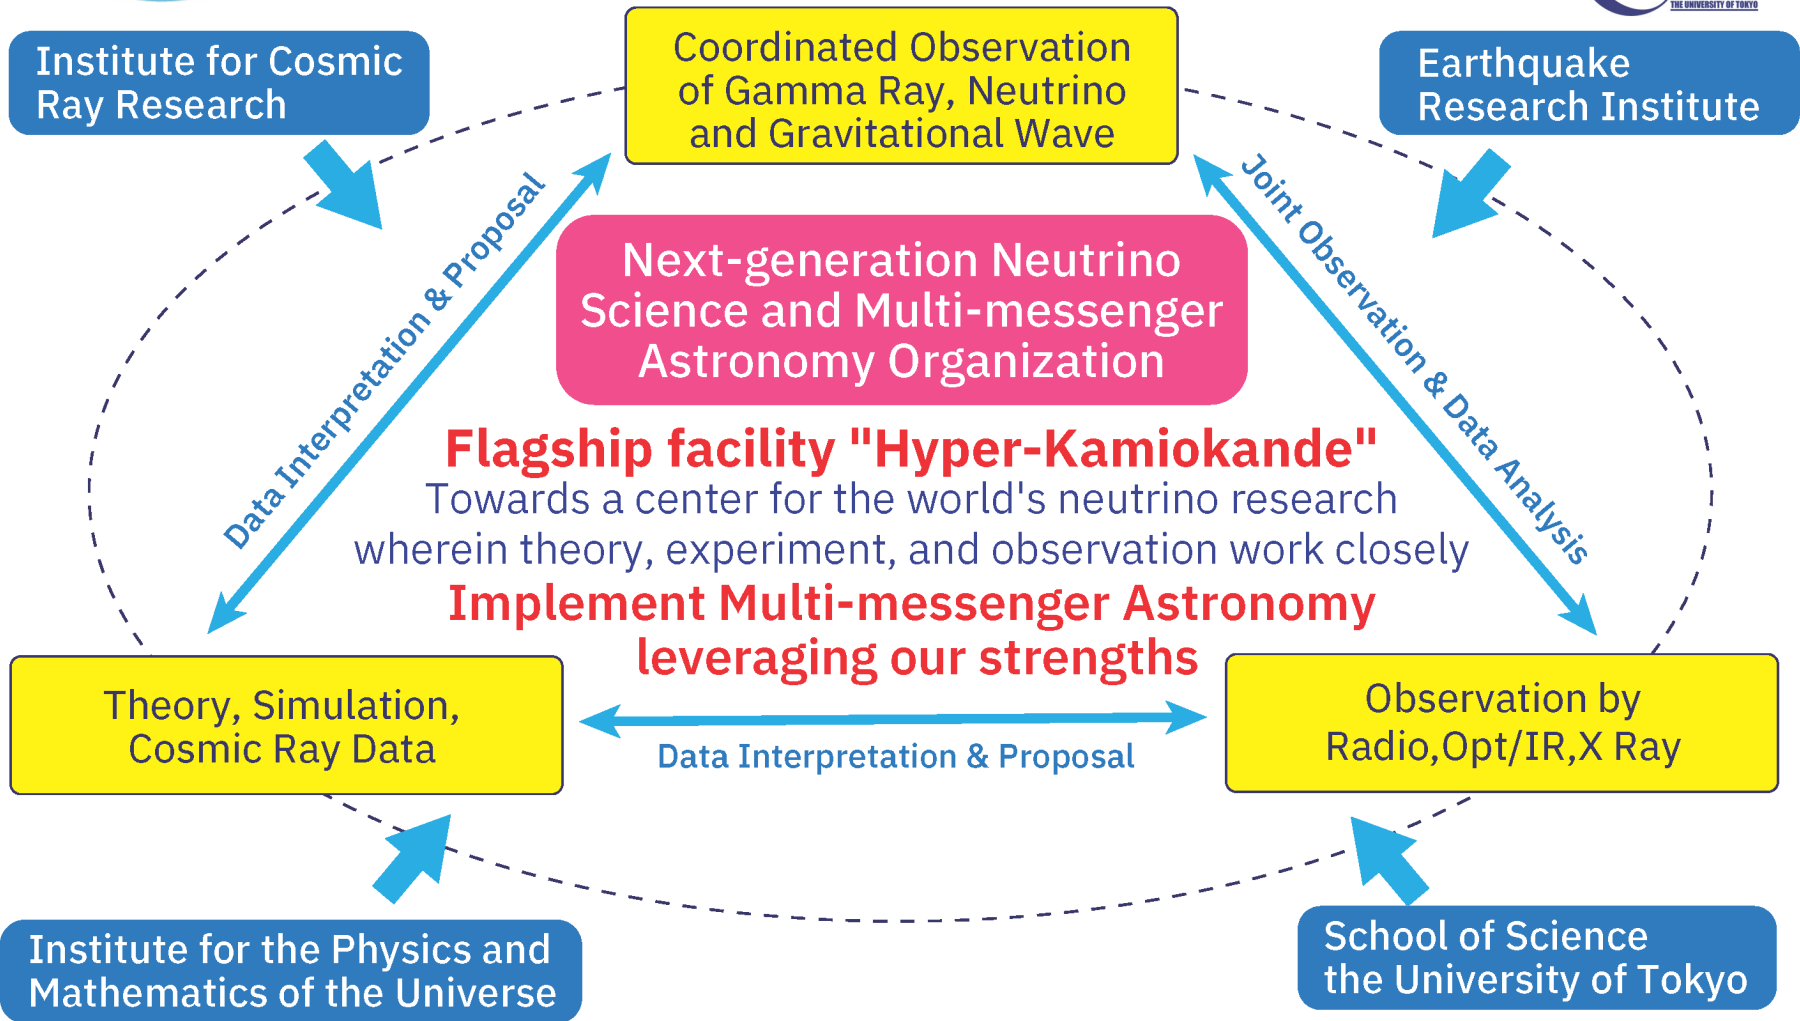 THE UNIVERSITY OF TOKYO
Institute for Cosmic
Ray Research
Coordinated Observation
of Gamma Ray, Neutrino
and Gravitational Wave
Earthquake
Research Institute
Data Interpretation & Proposal
Joint Observation & Data Analysis
Next-generation Neutrino
Science and Multi-messenger
Astronomy Organization
Flagship facility "Hyper-Kamiokande"
Towards a center for the world's neutrino research
wherein theory, experiment, and observation work closely
Implement Multi-messenger Astronomy
leveraging our strengths
Theory, Simulation,
Cosmic Ray Data
Data Interpretation & Proposal
Observation by
Radio,Opt/IR,X Ray
Institute for the Physics and
Mathematics of the Universe
School of Science
the University of Tokyo